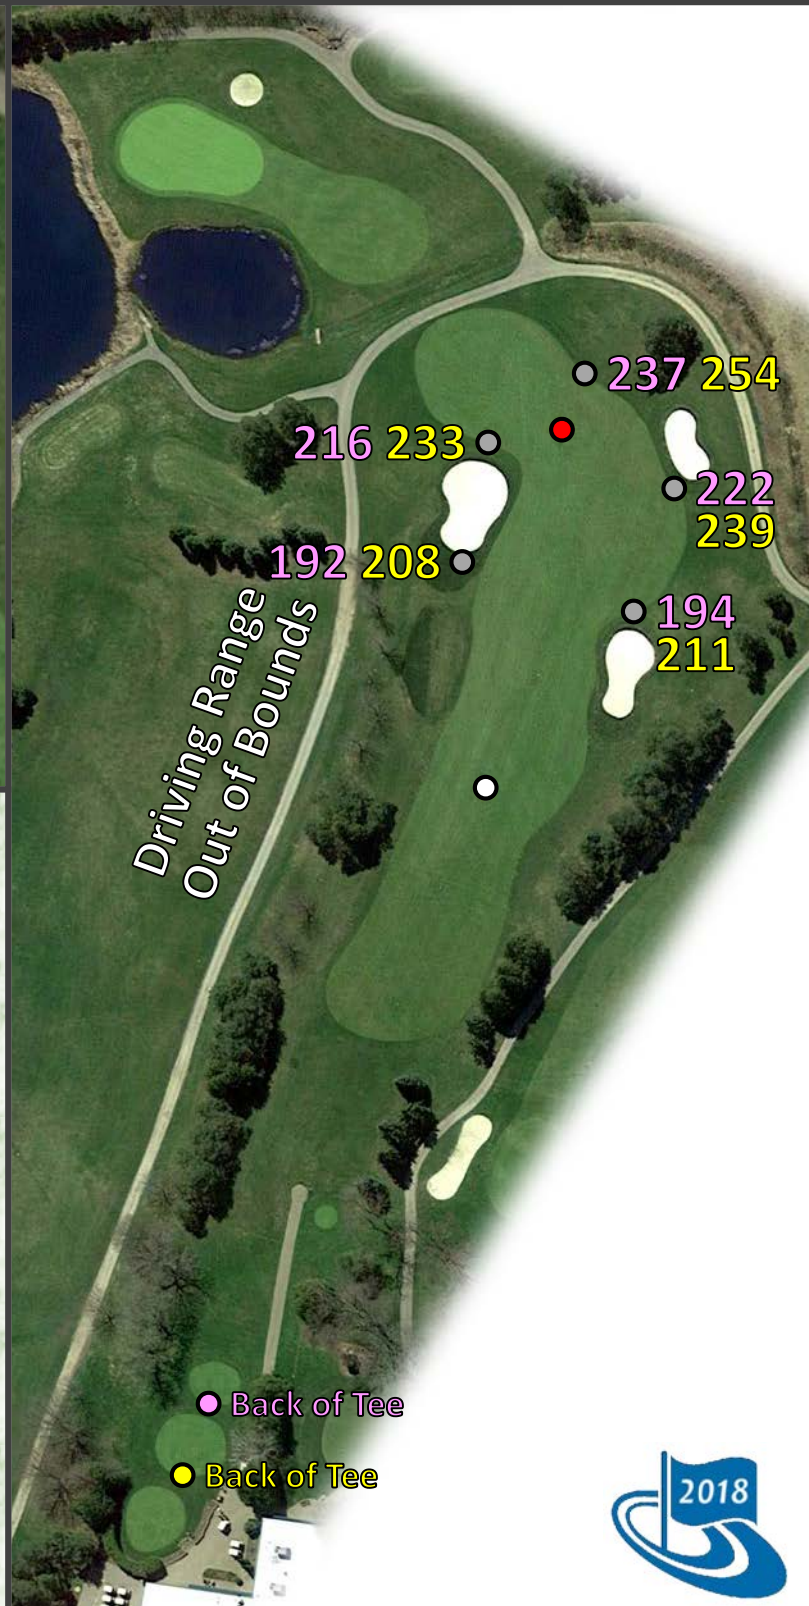 237 254
216 233
222
239
192 208
194
211
Driving Range
Out of Bounds
Back of Tee
Back of Tee
2018